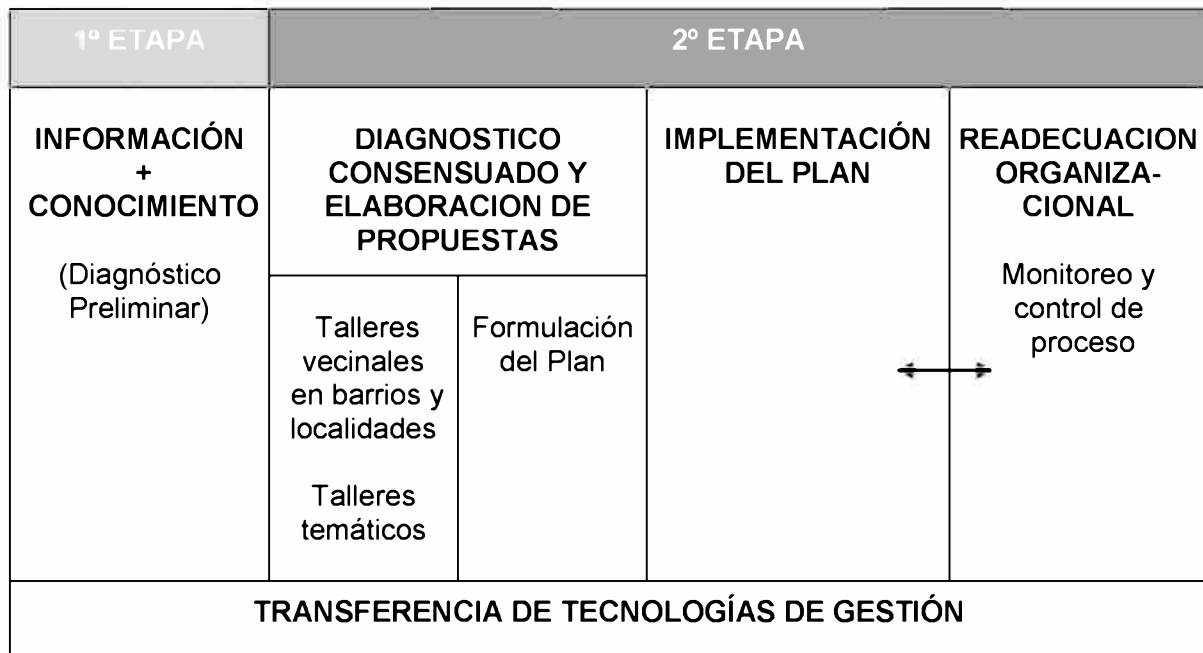 1º ETAPA
2º ETAPA
INFORMACIÓN
+
CONOCIMIENTO
(Diagnóstico
Preliminar)
DIAGNOSTICO
CONSENSUADO Y
ELABORACION DE
PROPUESTAS
Talleres
vecinales
en barrios y
localidades
Talleres
temáticos
Formulación
del Plan
IMPLEMENTACIÓN
DEL PLAN
READECUACION
ORGANIZA-
CIONAL
Monitoreo y
control de
proceso
TRANSFERENCIA DE TECNOLOGÍAS DE GESTIÓN